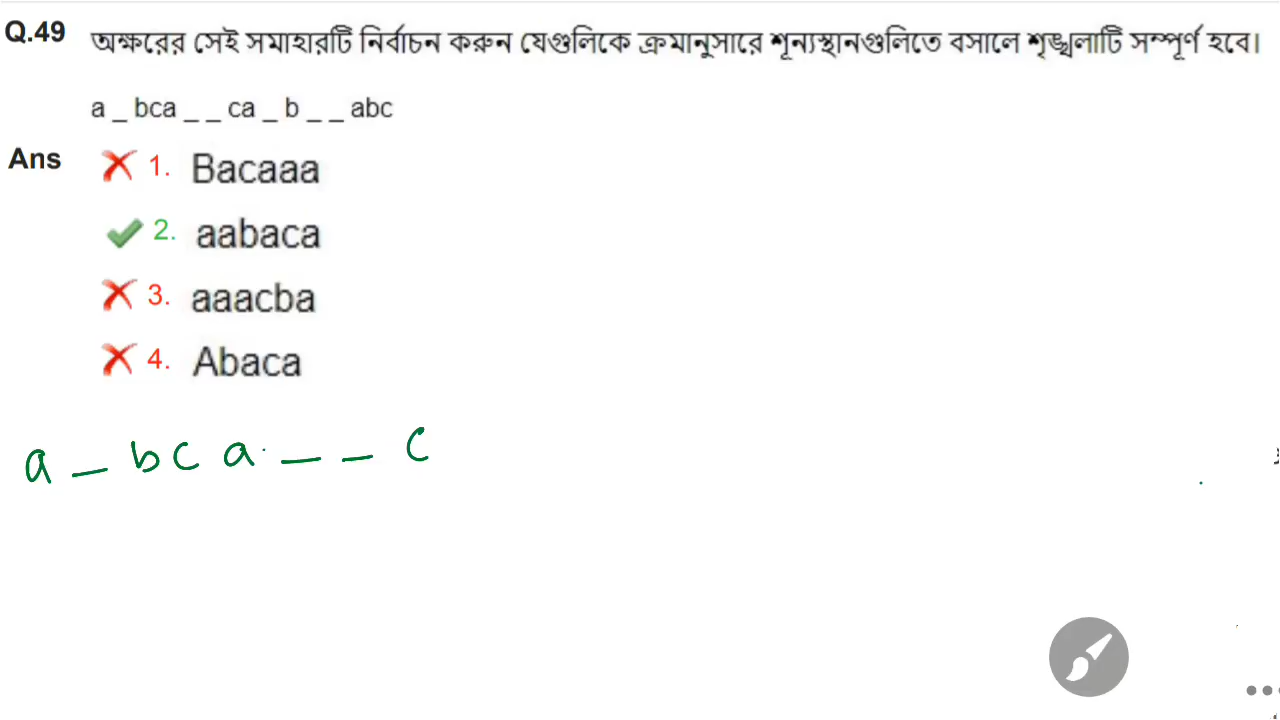 Q.49 অক্ষরের সেই সমাহারটি নির্বাচন করুন যেগুলিকে ক্রমানুসারে শূন্যস্থানগুলিতে বসালে শৃঙ্খলাটি সম্পূর্ণ হবে।
a _ bca _ _ ca _ b _ _ abc
Ans 1. Bacaaa
2. aabaca
3. aaacba
4. Abaca
a _ b c a _ _ c